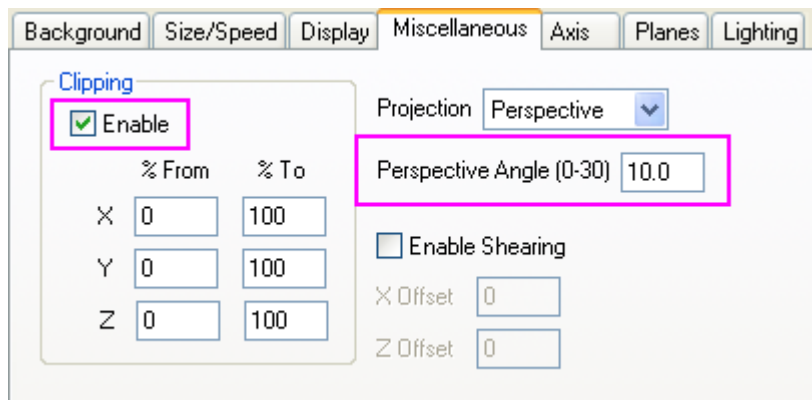 Background Size/Speed Display Miscellaneous Axis Planes Lighting
Clipping
Enable
% From % To
X 0 100
Y 0 100
Z 0 100
Projection Perspective
Perspective Angle (0-30) 10.0
Enable Shearing
X Offset 0
Z Offset 0